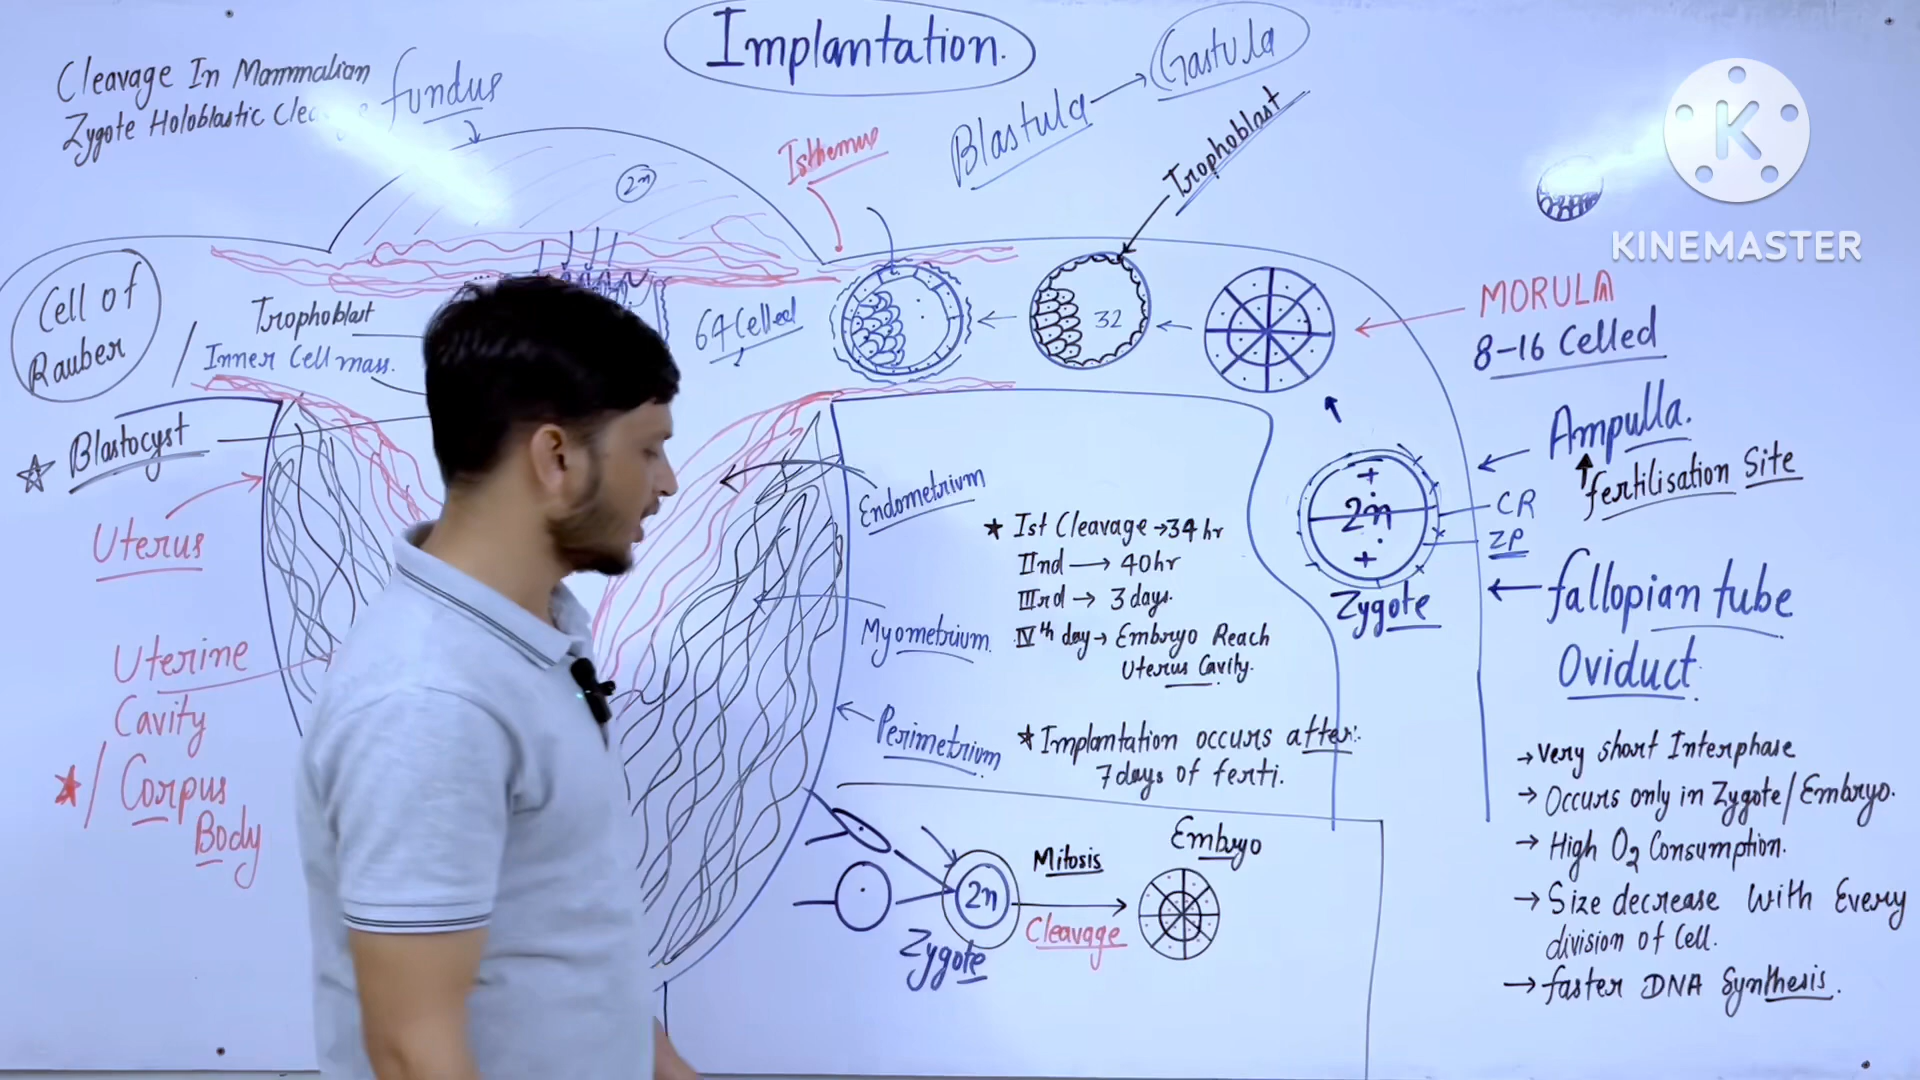 Implantation.
Cleavage In Mammalian
Zygote Holoblastic
fundus
2n
Isthemus
Blastula
Gastula
Trophoblast
K
KINEMASTER
Cell of
Rauber
Trophoblast
/ Inner Cell mass.
64 Celled
32
MORULA
8-16 Celled
Blastocyst
Ampulla.
fertilisation Site
Uterus
Endometrium
Ist Cleavage → 34 hr
IInd → 40hr
IIIrd → 3 days.
IVth day → Embryo Reach
Uterus Cavity.
+
2n
+
CR
ZP
Zygote
fallopian tube
Oviduct
Uterine
Cavity
/ Corpus
Body
Myometrium
Perimetrium
Implantation occurs after:
7 days of ferti.
→ Very short Interphase
→ Occurs only in Zygote/Embryo.
→ High O2 Consumption.
→ Size decrease With Every
division of Cell.
→ faster DNA Synthesis.
2n
Zygote
Mitosis
Cleavage
Embryo